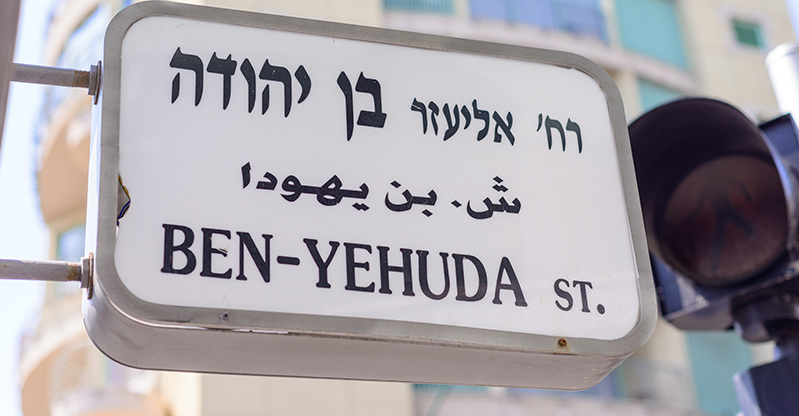 רח' אליעזר בן יהודה
ش. بن يهودا
BEN-YEHUDA ST.